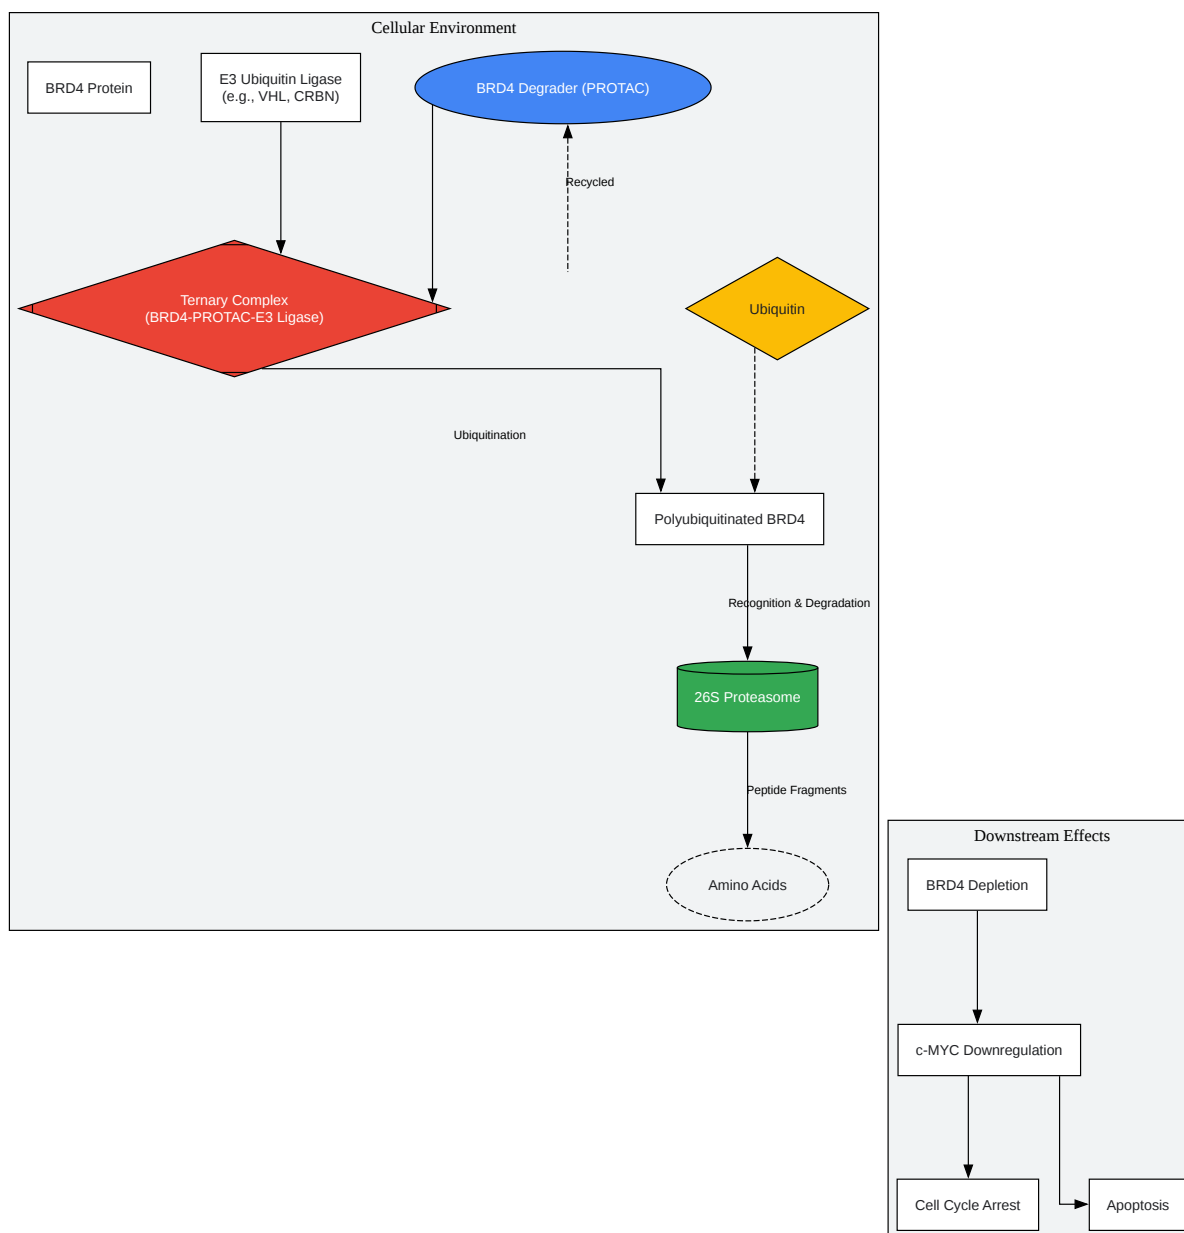 Cellular Environment
BRD4 Protein
E3 Ubiquitin Ligase
(e.g., VHL, CRBN)
BRD4 Degrader (PROTAC)
Recycled
Ternary Complex
(BRD4-PROTAC-E3 Ligase)
Ubiquitin
Ubiquitination
Polyubiquitinated BRD4
Recognition & Degradation
26S Proteasome
Peptide Fragments
Amino Acids
Downstream Effects
BRD4 Depletion
c-MYC Downregulation
Cell Cycle Arrest
Apoptosis